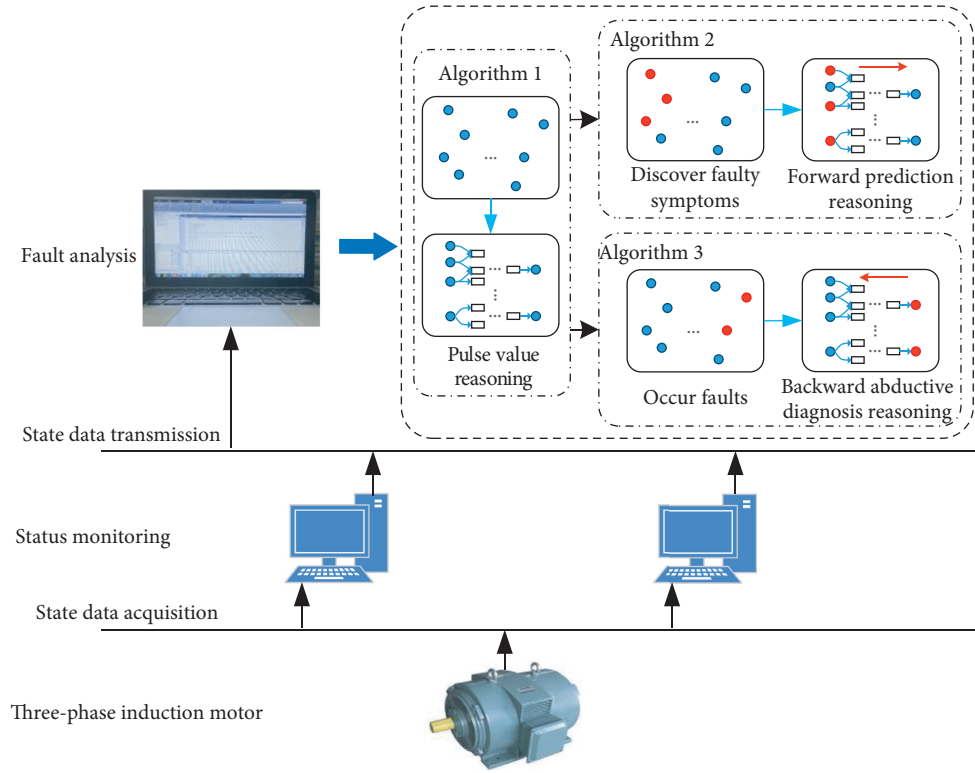 Algorithm 1
Algorithm 2
...
...
...
...
Discover faulty
symptoms
Forward prediction
reasoning
Fault analysis
Algorithm 3
...
...
...
...
Pulse value
reasoning
Occur faults
Backward abductive
diagnosis reasoning
State data transmission
Status monitoring
State data acquisition
Three-phase induction motor